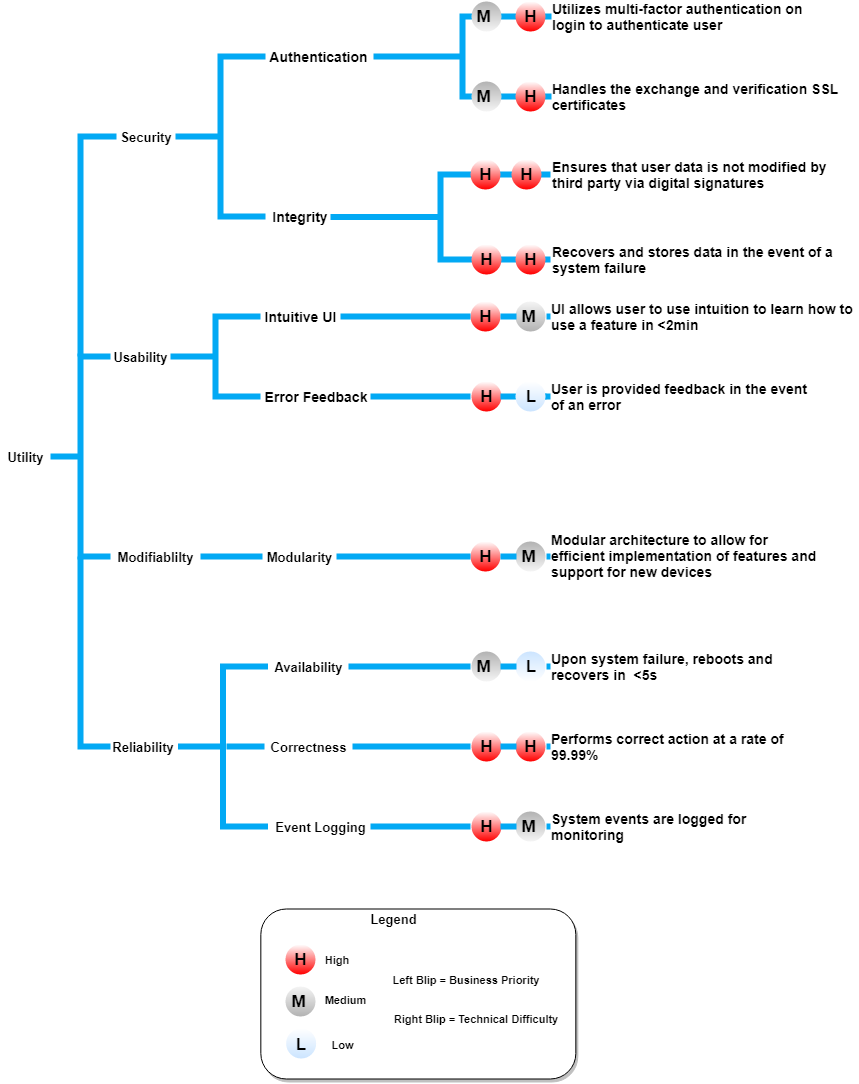 M H Utilizes multi-factor authentication on
login to authenticate user
Authentication
M H Handles the exchange and verification SSL
certificates
Security
H H Ensures that user data is not modified by
third party via digital signatures
Integrity
H H Recovers and stores data in the event of a
system failure
Intuitive UI H M UI allows user to use intuition to learn how to
use a feature in <2min
Usability
Error Feedback H L User is provided feedback in the event
of an error
Utility
Modifiablilty Modularity H M Modular architecture to allow for
efficient implementation of features and
support for new devices
Availability M L Upon system failure, reboots and
recovers in <5s
Reliability Correctness H H Performs correct action at a rate of
99.99%
Event Logging H M System events are logged for
monitoring
Legend
H High
Left Blip = Business Priority
M Medium
Right Blip = Technical Difficulty
L Low